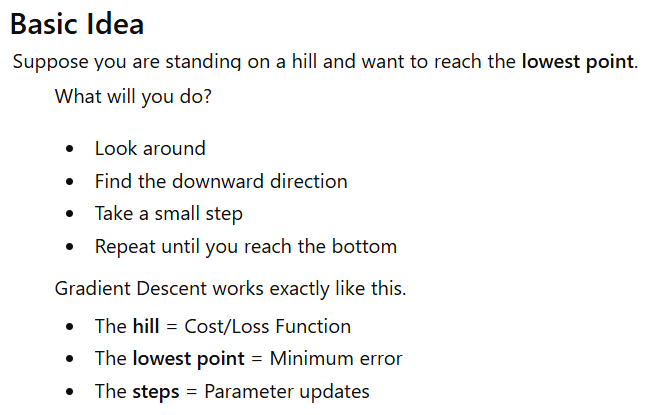 Basic Idea
Suppose you are standing on a hill and want to reach the lowest point.
What will you do?
• Look around
• Find the downward direction
• Take a small step
• Repeat until you reach the bottom
Gradient Descent works exactly like this.
• The hill = Cost/Loss Function
• The lowest point = Minimum error
• The steps = Parameter updates